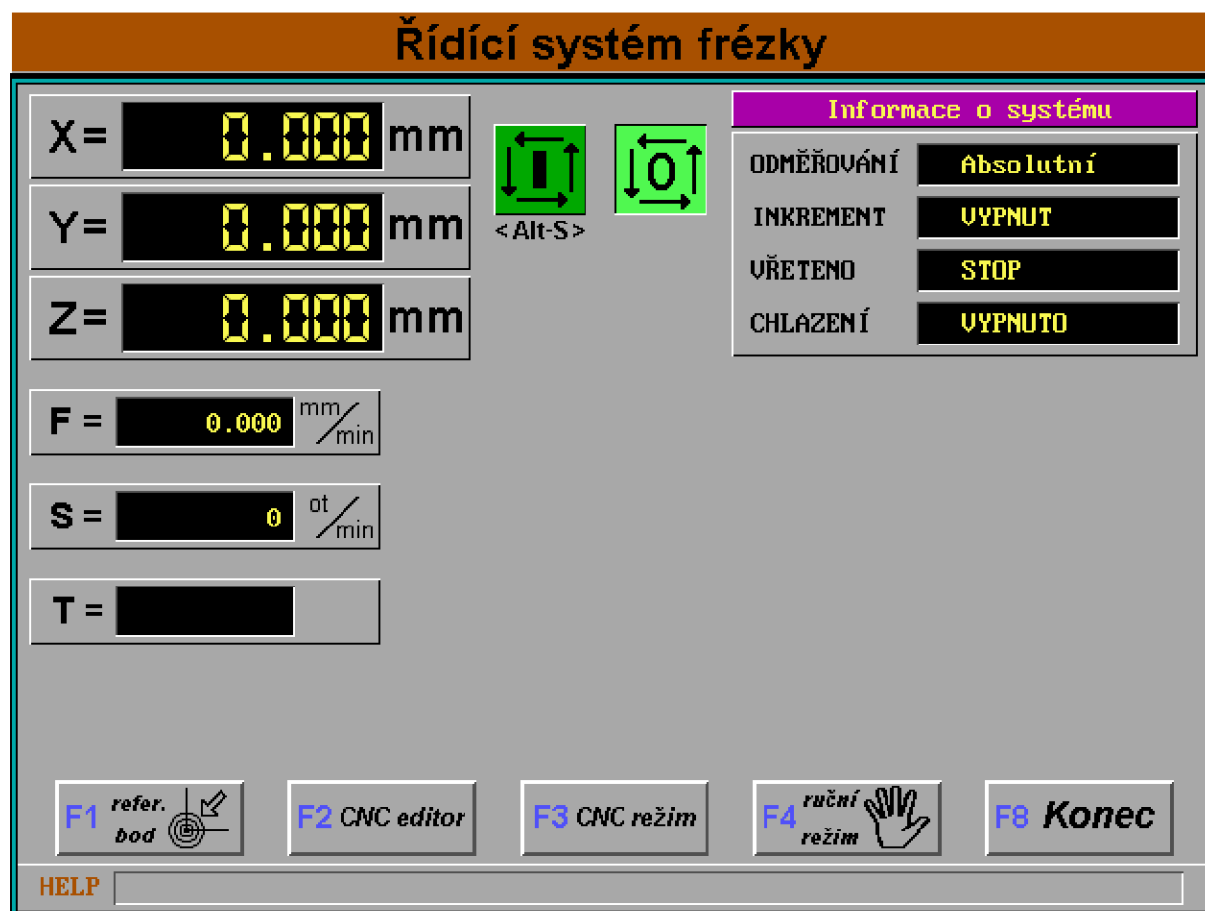 Řídící systém frézky
X= 0.000 mm
Y= 0.000 mm
Z= 0.000 mm
I
O
<Alt-S>
Informace o systému
ODMĚŘOVÁNÍ Absolutní
INKREMENT VYPNUT
VŘETENO STOP
CHLAZENÍ VYPNUTO
F = 0.000 mm/min
S = 0 ot/min
T =
F1 refer. bod
F2 CNC editor
F3 CNC režim
F4 ruční režim
F8 Konec
HELP